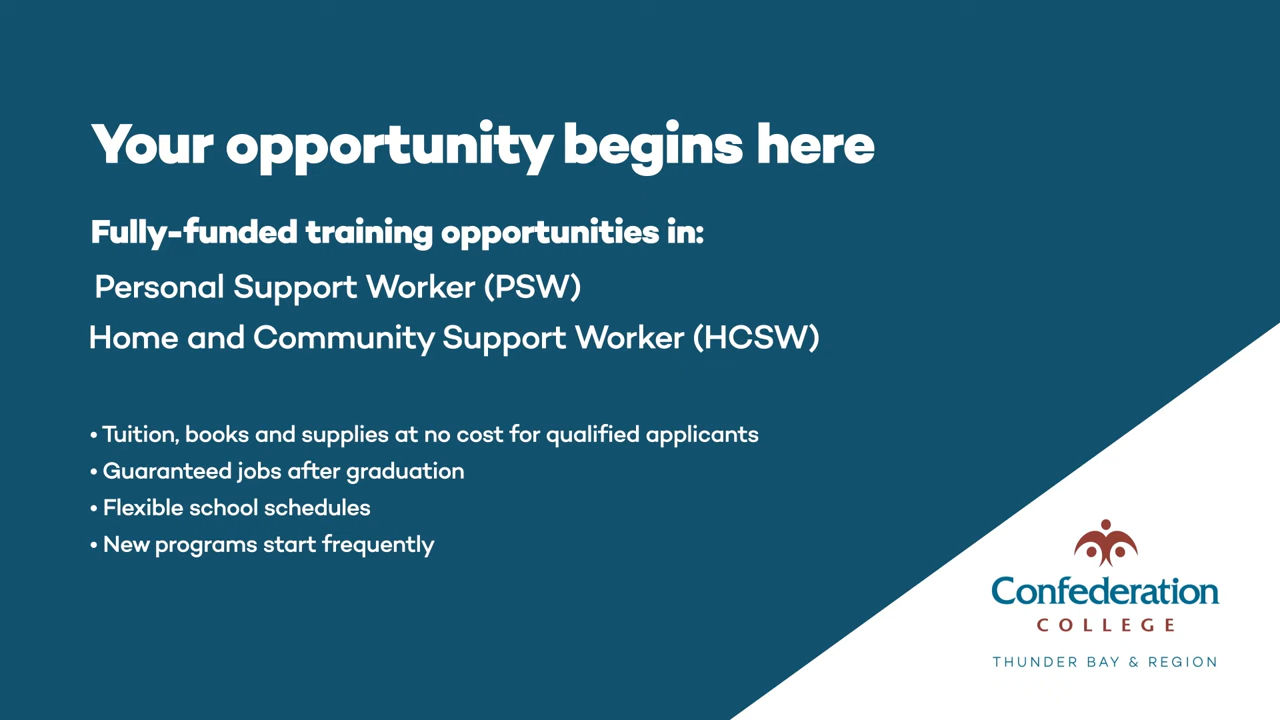 Your opportunity begins here
Fully-funded training opportunities in:
Personal Support Worker (PSW)
Home and Community Support Worker (HCSW)
• Tuition, books and supplies at no cost for qualified applicants
• Guaranteed jobs after graduation
• Flexible school schedules
• New programs start frequently
Confederation
COLLEGE
THUNDER BAY & REGION